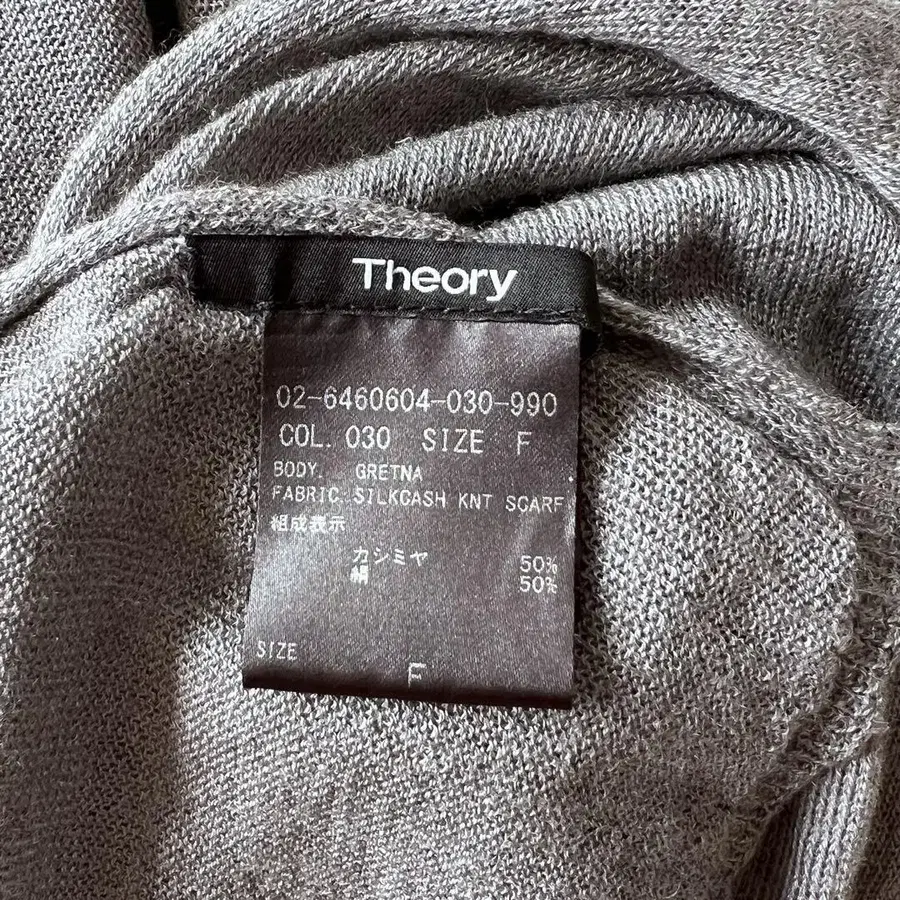 Theory
02-6460604-030-990
COL. 030 SIZE F
BODY. GRETNA
FABRIC SILKCASH KNT SCARF
組成表示
カシミヤ 50%
絹 50%
SIZE
F